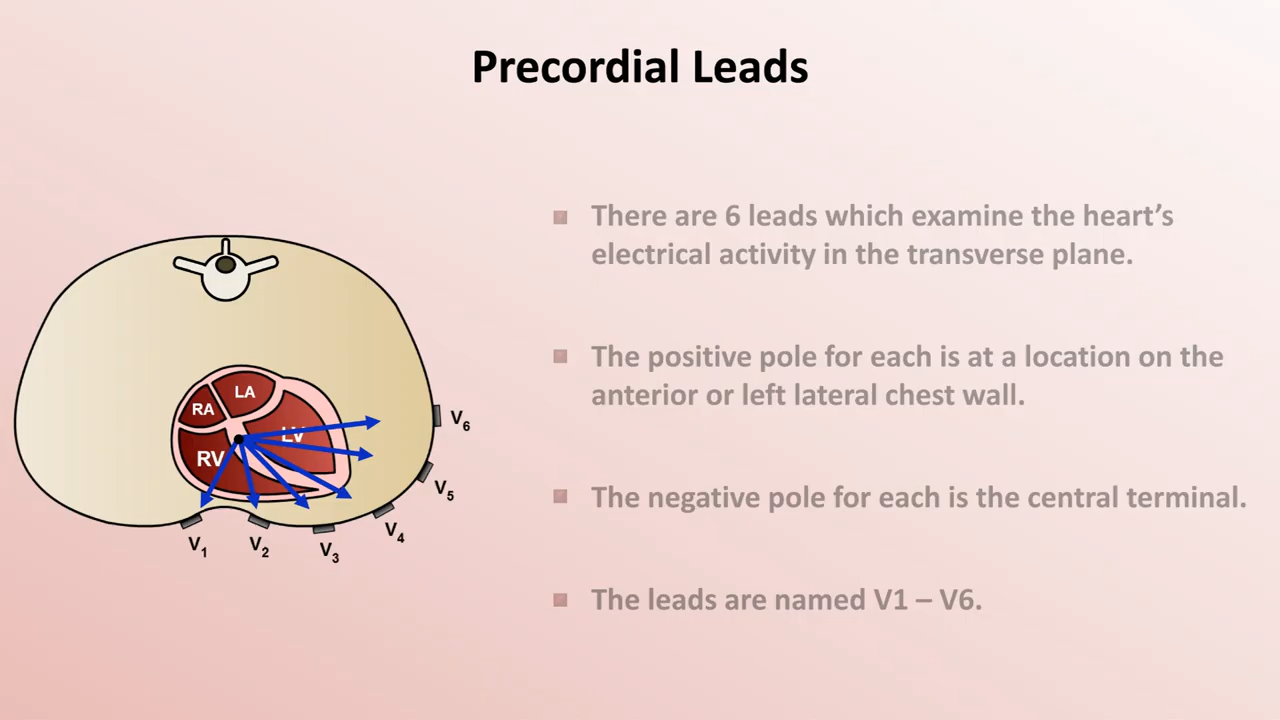 Precordial Leads
There are 6 leads which examine the heart’s
electrical activity in the transverse plane.
The positive pole for each is at a location on the
anterior or left lateral chest wall.
The negative pole for each is the central terminal.
The leads are named V1 – V6.
LA
RA
LV
RV
V6
V5
V4
V3
V2
V1